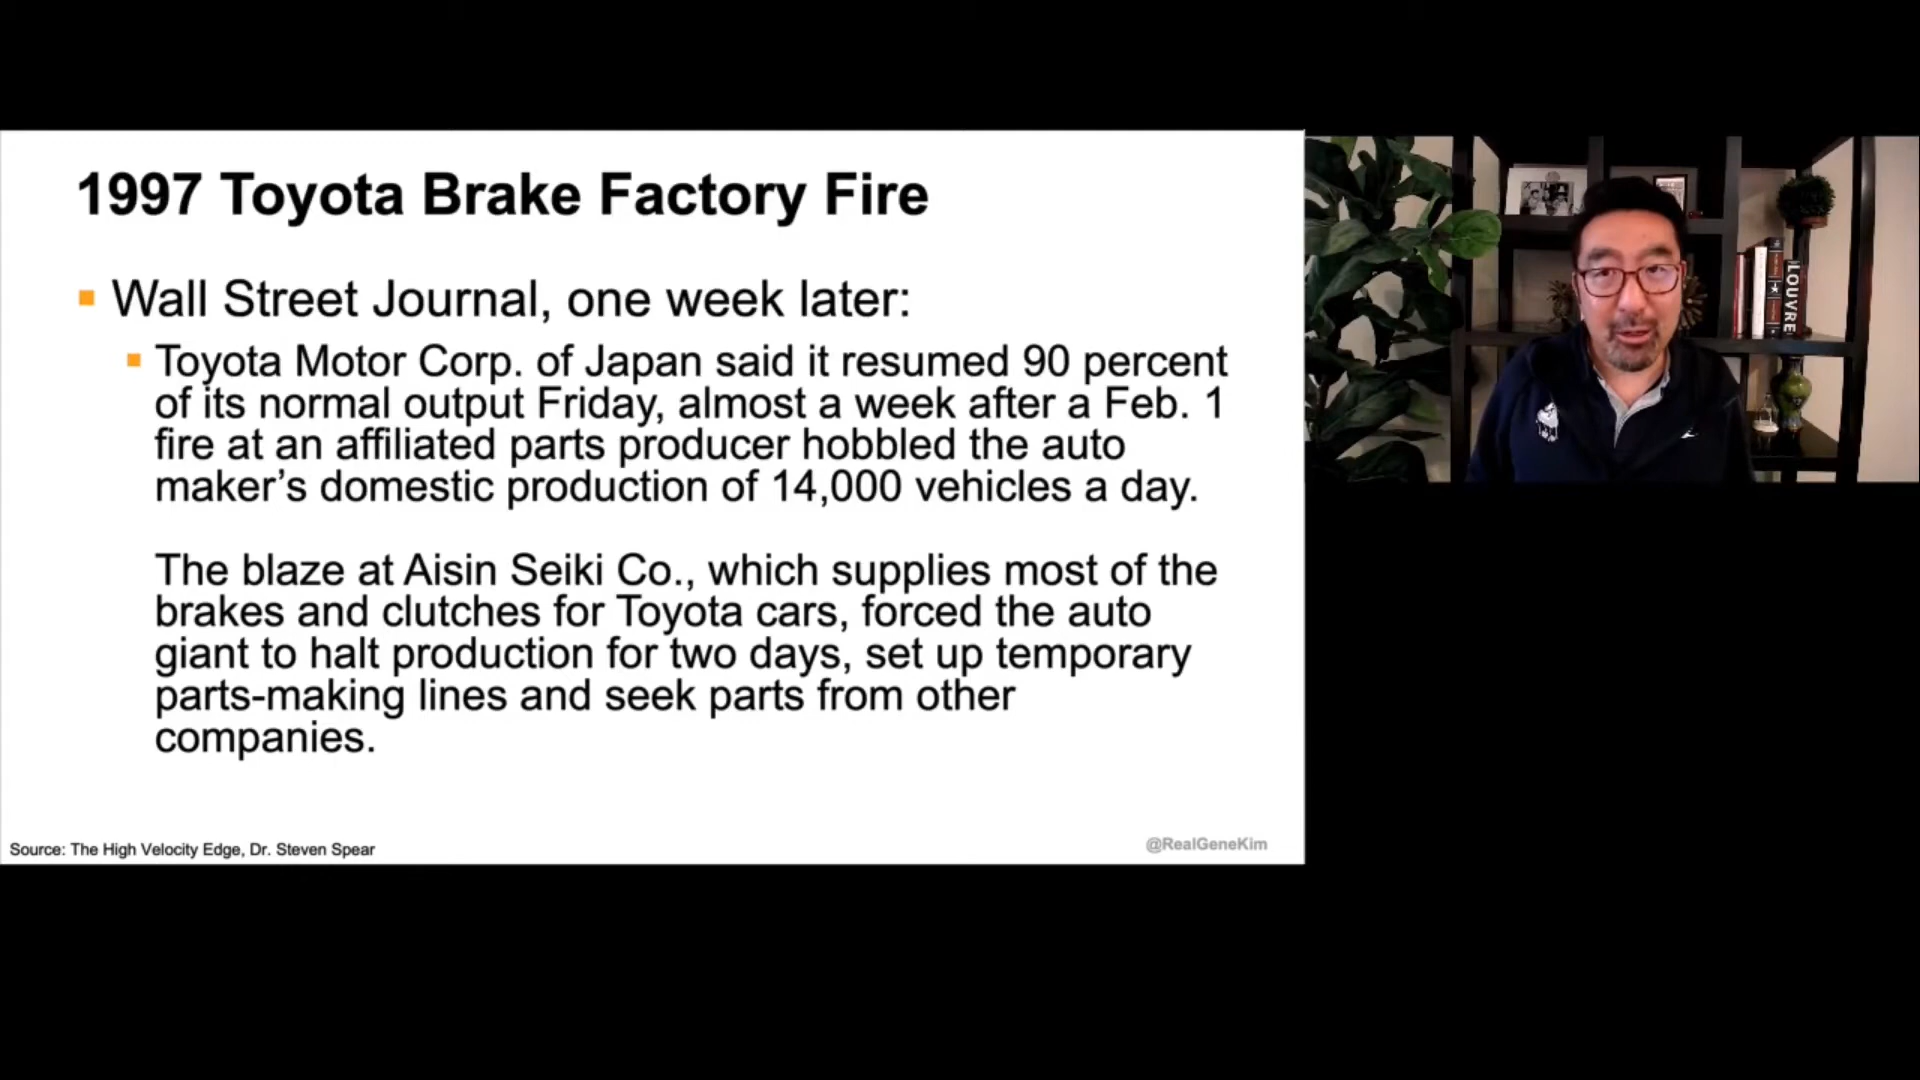 1997 Toyota Brake Factory Fire
Wall Street Journal, one week later:
Toyota Motor Corp. of Japan said it resumed 90 percent
of its normal output Friday, almost a week after a Feb. 1
fire at an affiliated parts producer hobbled the auto
maker’s domestic production of 14,000 vehicles a day.
The blaze at Aisin Seiki Co., which supplies most of the
brakes and clutches for Toyota cars, forced the auto
giant to halt production for two days, set up temporary
parts-making lines and seek parts from other
companies.
Source: The High Velocity Edge, Dr. Steven Spear
@RealGeneKim
LOUVRE